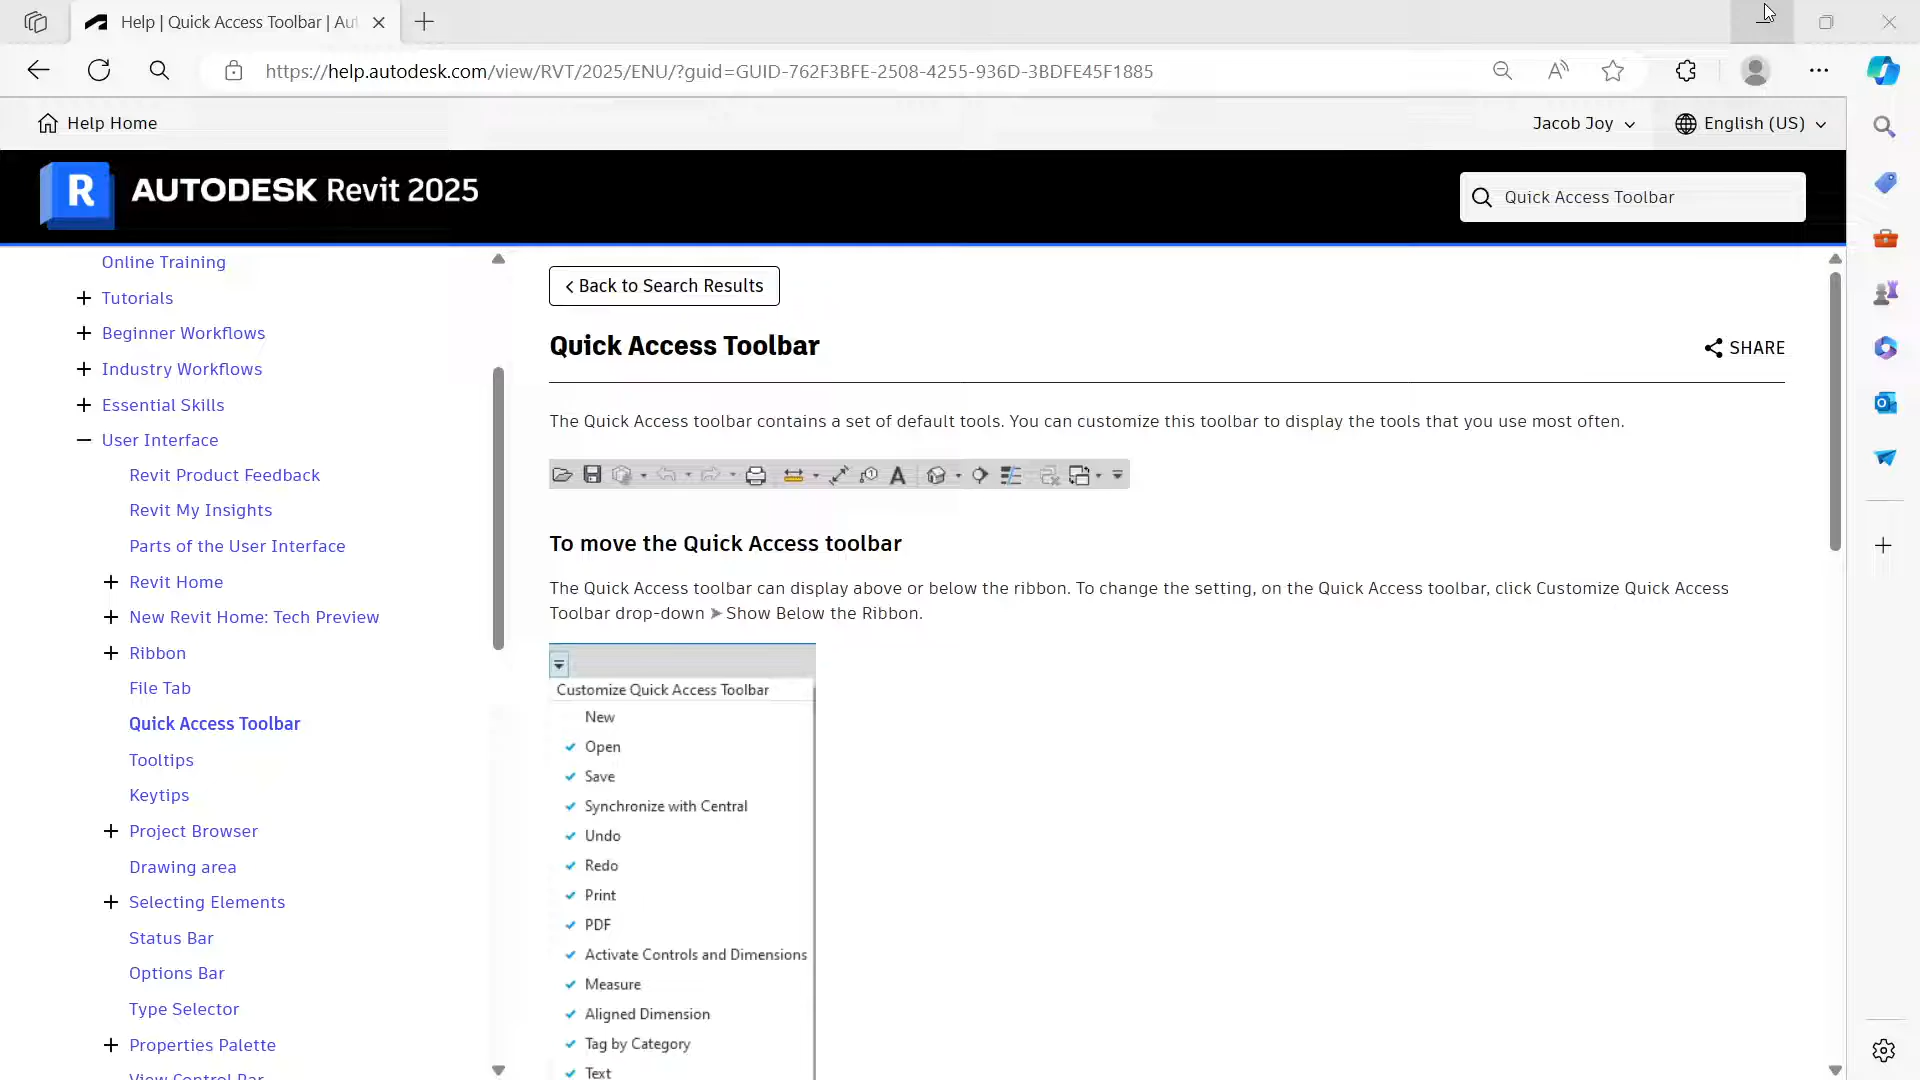 Help | Quick Access Toolbar | Aut
https://help.autodesk.com/view/RVT/2025/ENU/?guid=GUID-762F3BFE-2508-4255-936D-3BDFE45F1885
Help Home
Jacob Joy
English (US)
R
AUTODESK Revit 2025
Quick Access Toolbar
Online Training
Tutorials
Beginner Workflows
Industry Workflows
Essential Skills
User Interface
Revit Product Feedback
Revit My Insights
Parts of the User Interface
Revit Home
New Revit Home: Tech Preview
Ribbon
File Tab
Quick Access Toolbar
Tooltips
Keytips
Project Browser
Drawing area
Selecting Elements
Status Bar
Options Bar
Type Selector
Properties Palette
View Control Bar
Back to Search Results
Quick Access Toolbar
SHARE
The Quick Access toolbar contains a set of default tools. You can customize this toolbar to display the tools that you use most often.
To move the Quick Access toolbar
The Quick Access toolbar can display above or below the ribbon. To change the setting, on the Quick Access toolbar, click Customize Quick Access
Toolbar drop-down ➤ Show Below the Ribbon.
Customize Quick Access Toolbar
New
Open
Save
Synchronize with Central
Undo
Redo
Print
PDF
Activate Controls and Dimensions
Measure
Aligned Dimension
Tag by Category
Text